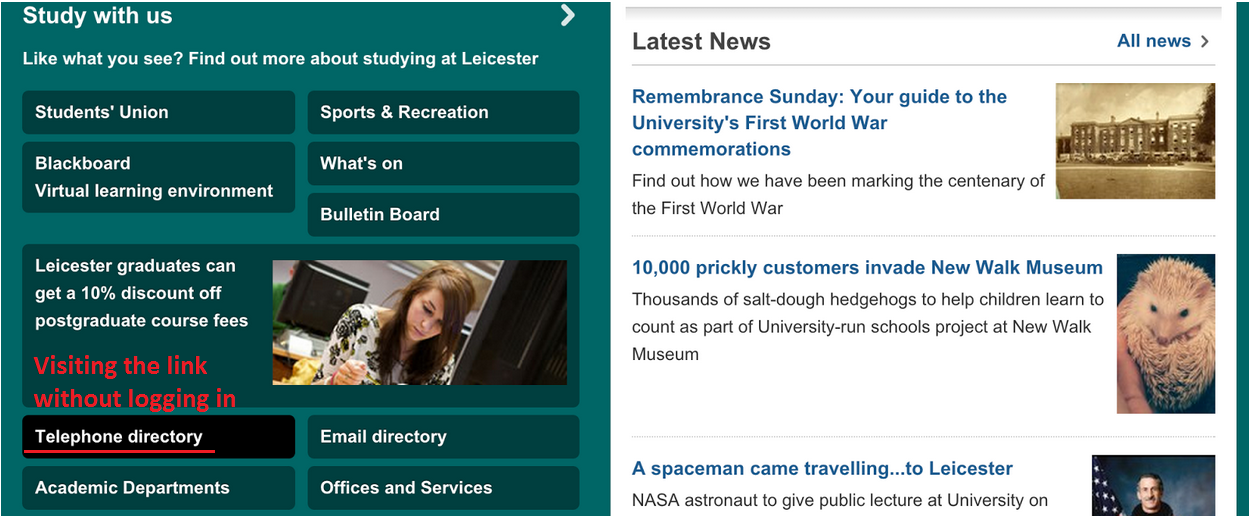 Study with us
Like what you see? Find out more about studying at Leicester
Students' Union
Sports & Recreation
Blackboard
Virtual learning environment
What's on
Bulletin Board
Leicester graduates can
get a 10% discount off
postgraduate course fees
Visiting the link
without logging in
Telephone directory
Email directory
Academic Departments
Offices and Services
Latest News
All news
Remembrance Sunday: Your guide to the
University's First World War
commemorations
Find out how we have been marking the centenary of
the First World War
10,000 prickly customers invade New Walk Museum
Thousands of salt-dough hedgehogs to help children learn to
count as part of University-run schools project at New Walk
Museum
A spaceman came travelling...to Leicester
NASA astronaut to give public lecture at University on